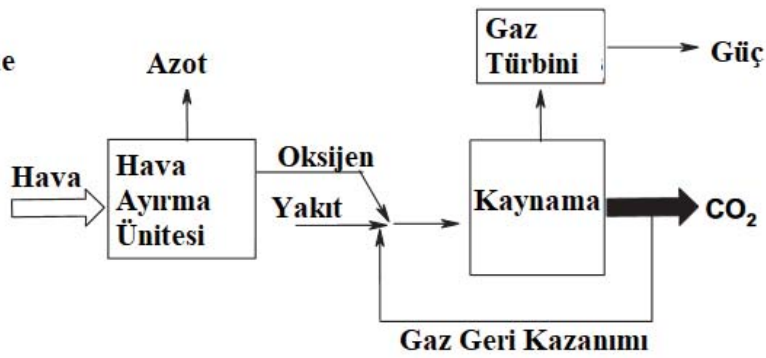 Gaz
Türbini
Güç
Azot
Hava
Hava
Ayırma
Ünitesi
Oksijen
Yakıt
Kaynama
CO₂
Gaz Geri Kazanımı